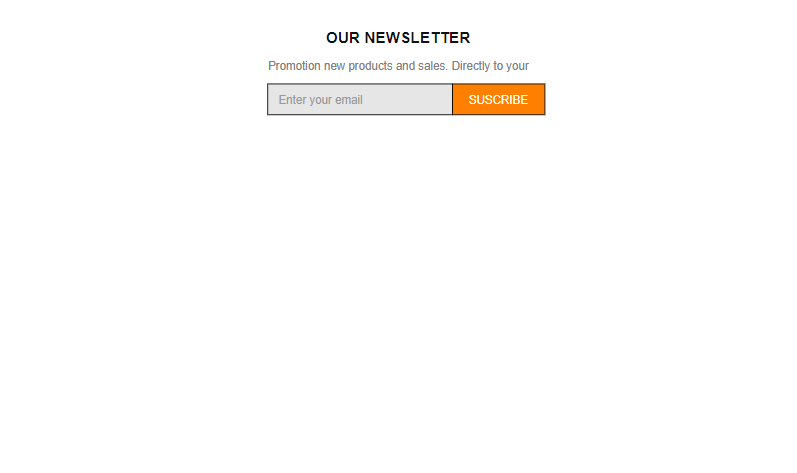 OUR NEWSLETTER
Promotion new products and sales. Directly to your
Enter your email
SUSCRIBE